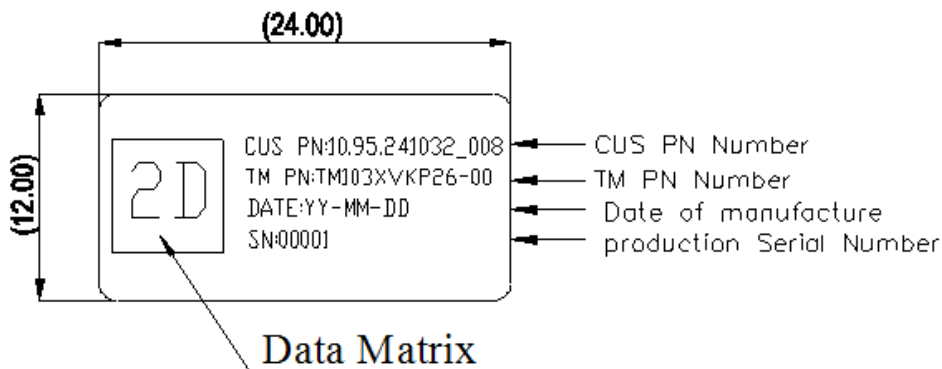 (24.00)
(12.00)
2D
CUS PN:10.95.241032_008
TM PN:TM103XVKP26-00
DATE:YY-MM-DD
SN:00001
CUS PN Number
TM PN Number
Date of manufacture
production Serial Number
Data Matrix